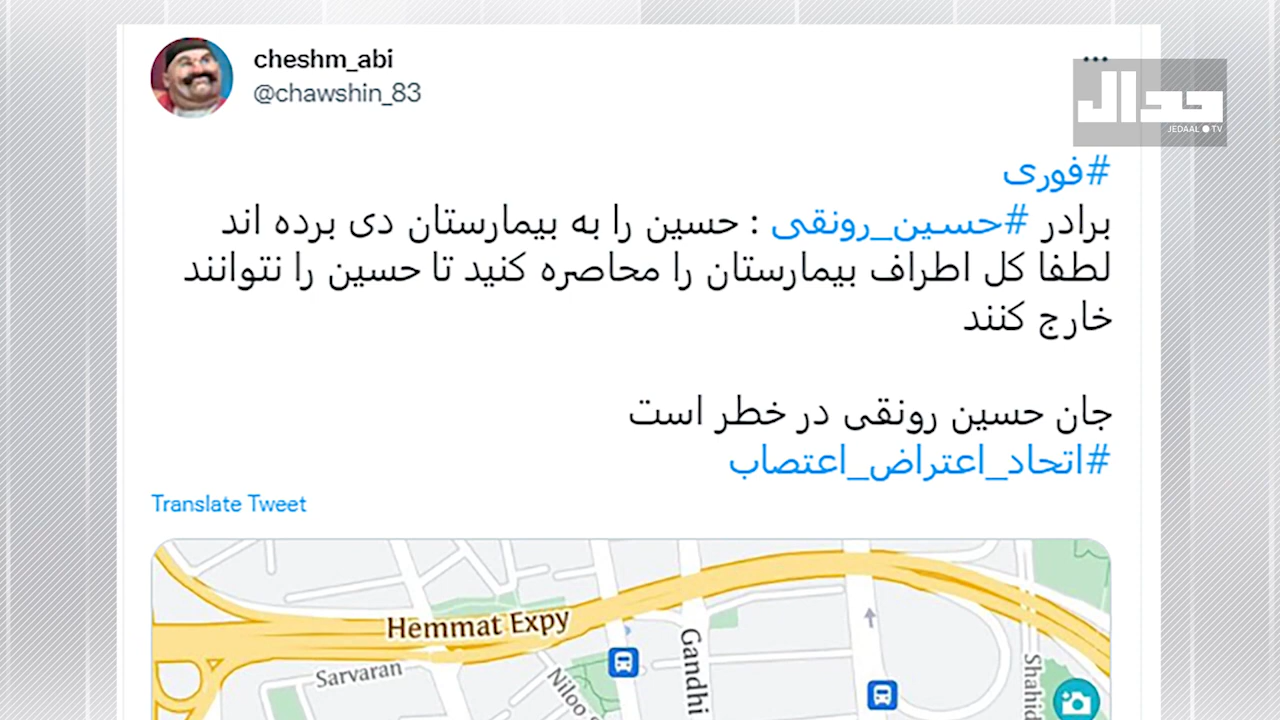 cheshm_abi
@chawshin_83
...
جدال
JEDAAL TV
#فوری
برادر #حسین_رونقی : حسین را به بیمارستان دی برده اند
لطفا کل اطراف بیمارستان را محاصره کنید تا حسین را نتوانند
خارج کنند
جان حسین رونقی در خطر است
#اتحاد_اعتراض_اعتصاب
Translate Tweet
Hemmat Expy
Sarvaran
Niloo
Gandhi
Shahid